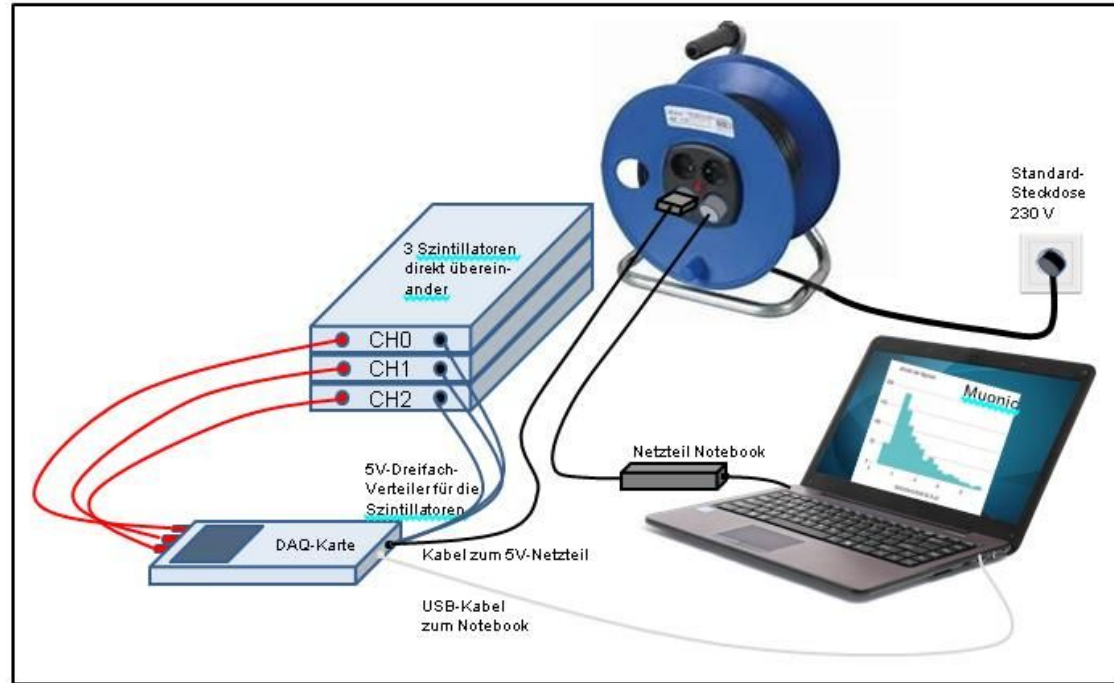 Standard-
Steckdose
230 V
3 Szintillatoren
direkt überein-
ander
CH0
CH1
CH2
Muonic
Netzteil Notebook
5V-Dreifach-
Verteiler für die
Szintillatoren
DAQ-Karte
Kabel zum 5V-Netzteil
USB-Kabel
zum Notebook